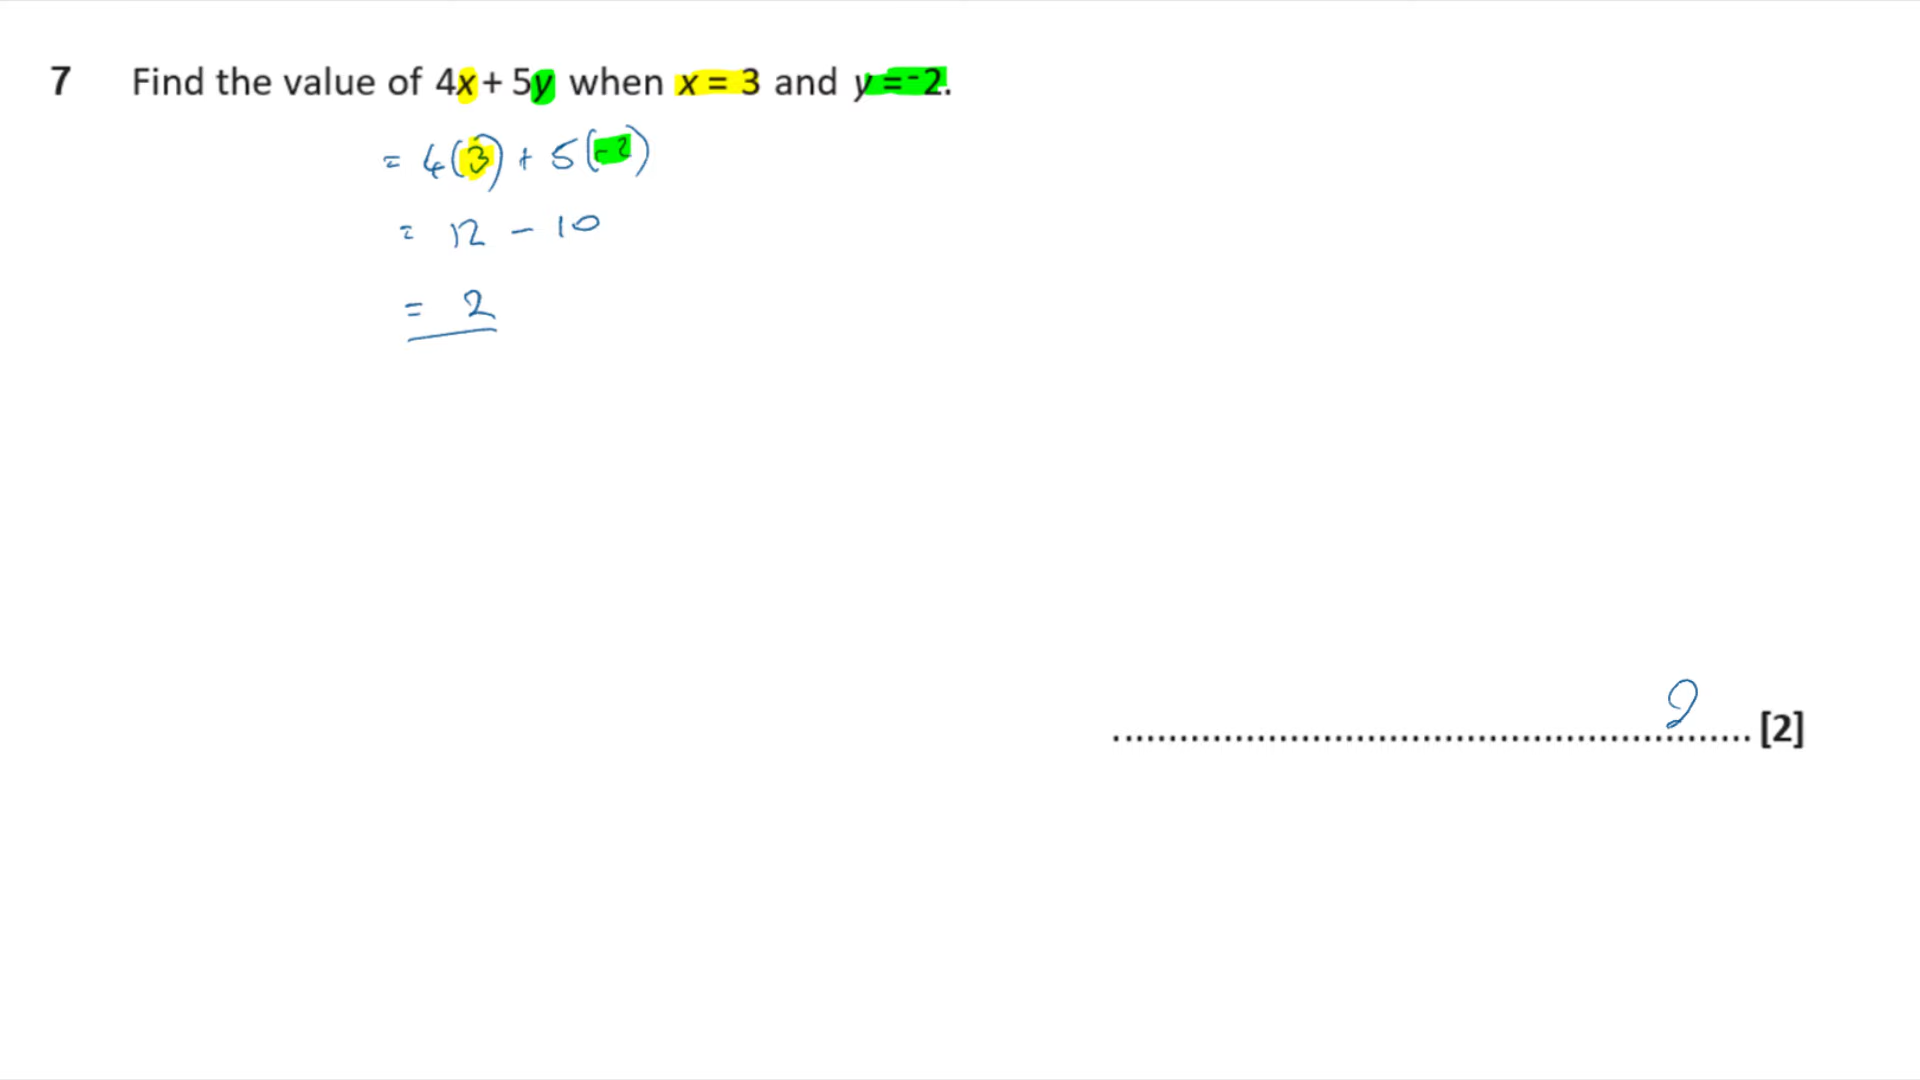 7 Find the value of 4x + 5y when x = 3 and y = -2.
= 4(3) + 5(-2)
= 12 - 10
= 2
2
........................................................... [2]